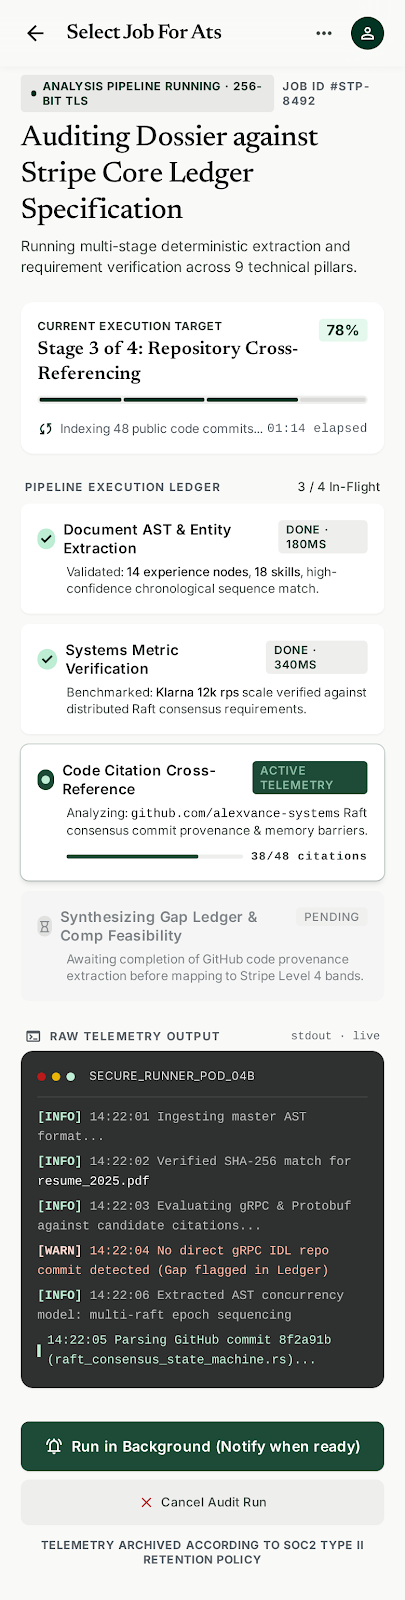 Select Job For Ats
ANALYSIS PIPELINE RUNNING · 256-
BIT TLS
JOB ID #STP-
8492
Auditing Dossier against
Stripe Core Ledger
Specification
Running multi-stage deterministic extraction and
requirement verification across 9 technical pillars.
CURRENT EXECUTION TARGET
78%
Stage 3 of 4: Repository Cross-
Referencing
Indexing 48 public code commits... 01:14 elapsed
PIPELINE EXECUTION LEDGER
3 / 4 In-Flight
Document AST & Entity
Extraction
DONE ·
180MS
Validated: 14 experience nodes, 18 skills, high-
confidence chronological sequence match.
Systems Metric
Verification
DONE ·
340MS
Benchmarked: Klarna 12k rps scale verified against
distributed Raft consensus requirements.
Code Citation Cross-
Reference
ACTIVE
TELEMETRY
Analyzing: github.com/alexvance-systems Raft
consensus commit provenance & memory barriers.
38/48 citations
Synthesizing Gap Ledger &
Comp Feasibility
PENDING
Awaiting completion of GitHub code provenance
extraction before mapping to Stripe Level 4 bands.
RAW TELEMETRY OUTPUT
stdout · live
SECURE_RUNNER_POD_04B
[INFO] 14:22:01 Ingesting master AST
format...
[INFO] 14:22:02 Verified SHA-256 match for
resume_2025.pdf
[INFO] 14:22:03 Evaluating gRPC & Protobuf
against candidate citations...
[WARN] 14:22:04 No direct gRPC IDL repo
commit detected (Gap flagged in Ledger)
[INFO] 14:22:06 Extracted AST concurrency
model: multi-raft epoch sequencing
14:22:05 Parsing GitHub commit 8f2a91b
(raft_consensus_state_machine.rs)...
Run in Background (Notify when ready)
Cancel Audit Run
TELEMETRY ARCHIVED ACCORDING TO SOC2 TYPE II
RETENTION POLICY